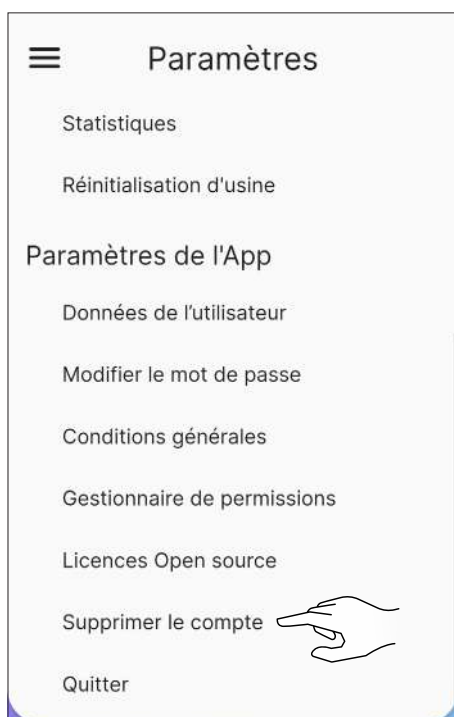 Paramètres
Statistiques
Réinitialisation d'usine
Paramètres de l'App
Données de l’utilisateur
Modifier le mot de passe
Conditions générales
Gestionnaire de permissions
Licences Open source
Supprimer le compte
Quitter